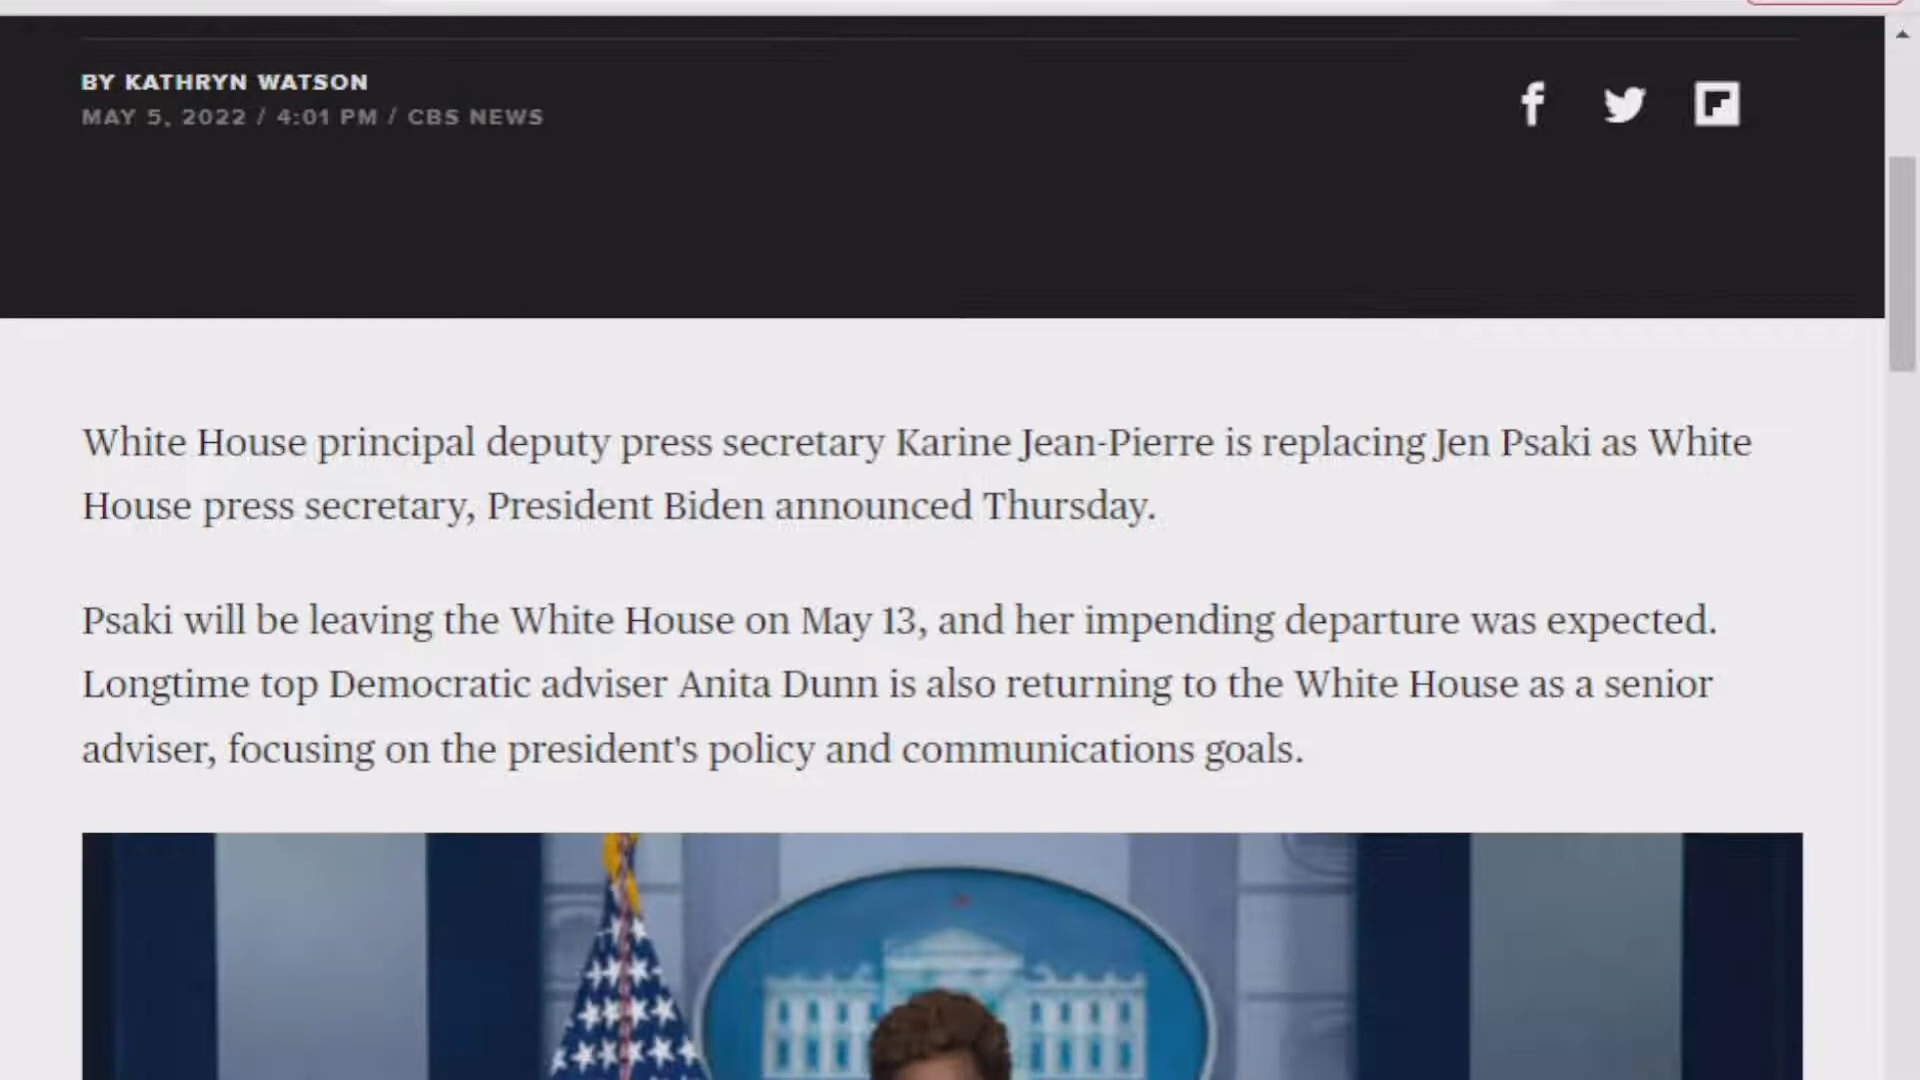 BY KATHRYN WATSON
MAY 5, 2022 / 4:01 PM / CBS NEWS
White House principal deputy press secretary Karine Jean-Pierre is replacing Jen Psaki as White
House press secretary, President Biden announced Thursday.
Psaki will be leaving the White House on May 13, and her impending departure was expected.
Longtime top Democratic adviser Anita Dunn is also returning to the White House as a senior
adviser, focusing on the president's policy and communications goals.